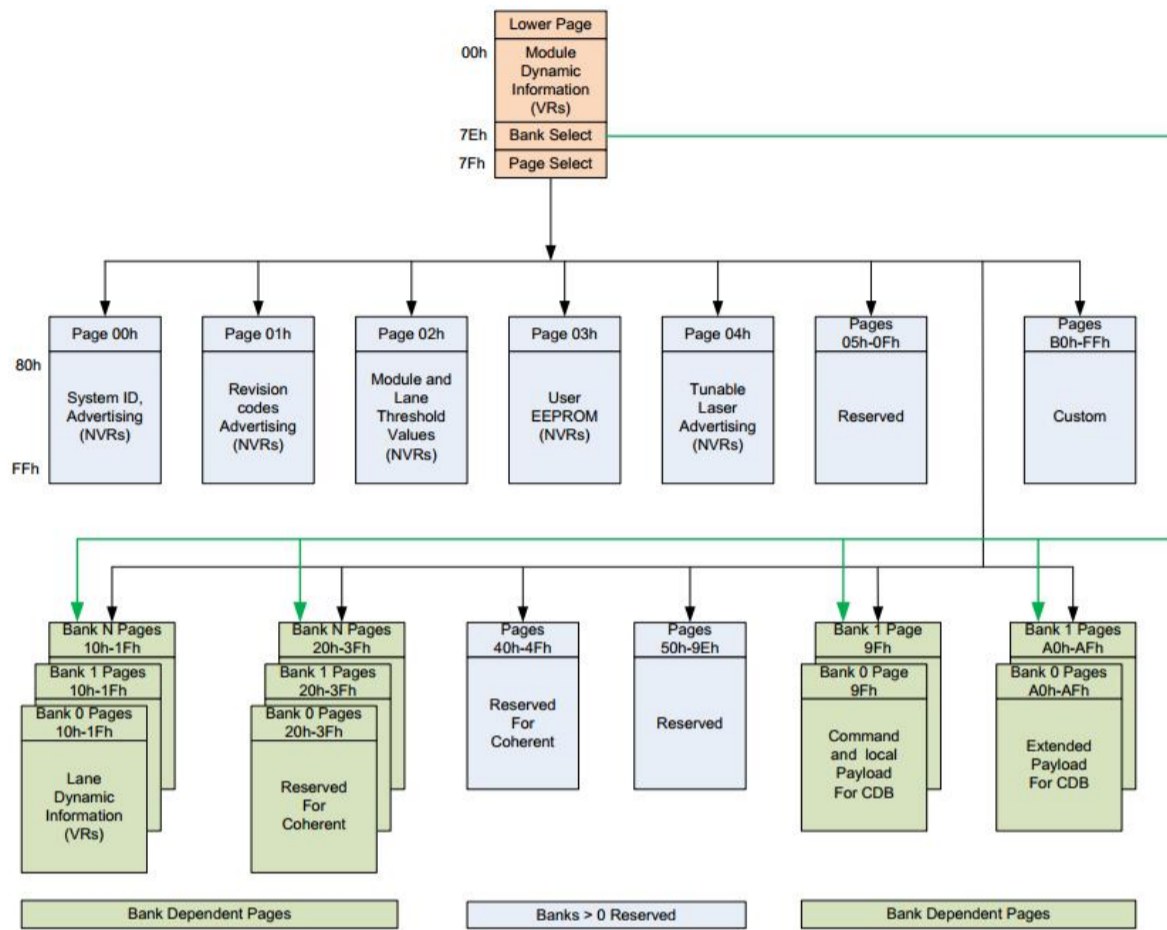 Lower Page
00h
Module
Dynamic
Information
(VRs)
7Eh
Bank Select
7Fh
Page Select
Page 00h
80h
System ID,
Advertising
(NVRs)
FFh
Page 01h
Revision
codes
Advertising
(NVRs)
Page 02h
Module and
Lane
Threshold
Values
(NVRs)
Page 03h
User
EEPROM
(NVRs)
Page 04h
Tunable
Laser
Advertising
(NVRs)
Pages
05h-0Fh
Reserved
Pages
B0h-FFh
Custom
Bank N Pages
10h-1Fh
Bank 1 Pages
10h-1Fh
Bank 0 Pages
10h-1Fh
Lane
Dynamic
Information
(VRs)
Bank N Pages
20h-3Fh
Bank 1 Pages
20h-3Fh
Bank 0 Pages
20h-3Fh
Reserved
For
Coherent
Pages
40h-4Fh
Reserved
For
Coherent
Pages
50h-9Eh
Reserved
Bank 1 Page
9Fh
Bank 0 Page
9Fh
Command
and local
Payload
For CDB
Bank 1 Pages
A0h-AFh
Bank 0 Pages
A0h-AFh
Extended
Payload
For CDB
Bank Dependent Pages
Banks > 0 Reserved
Bank Dependent Pages